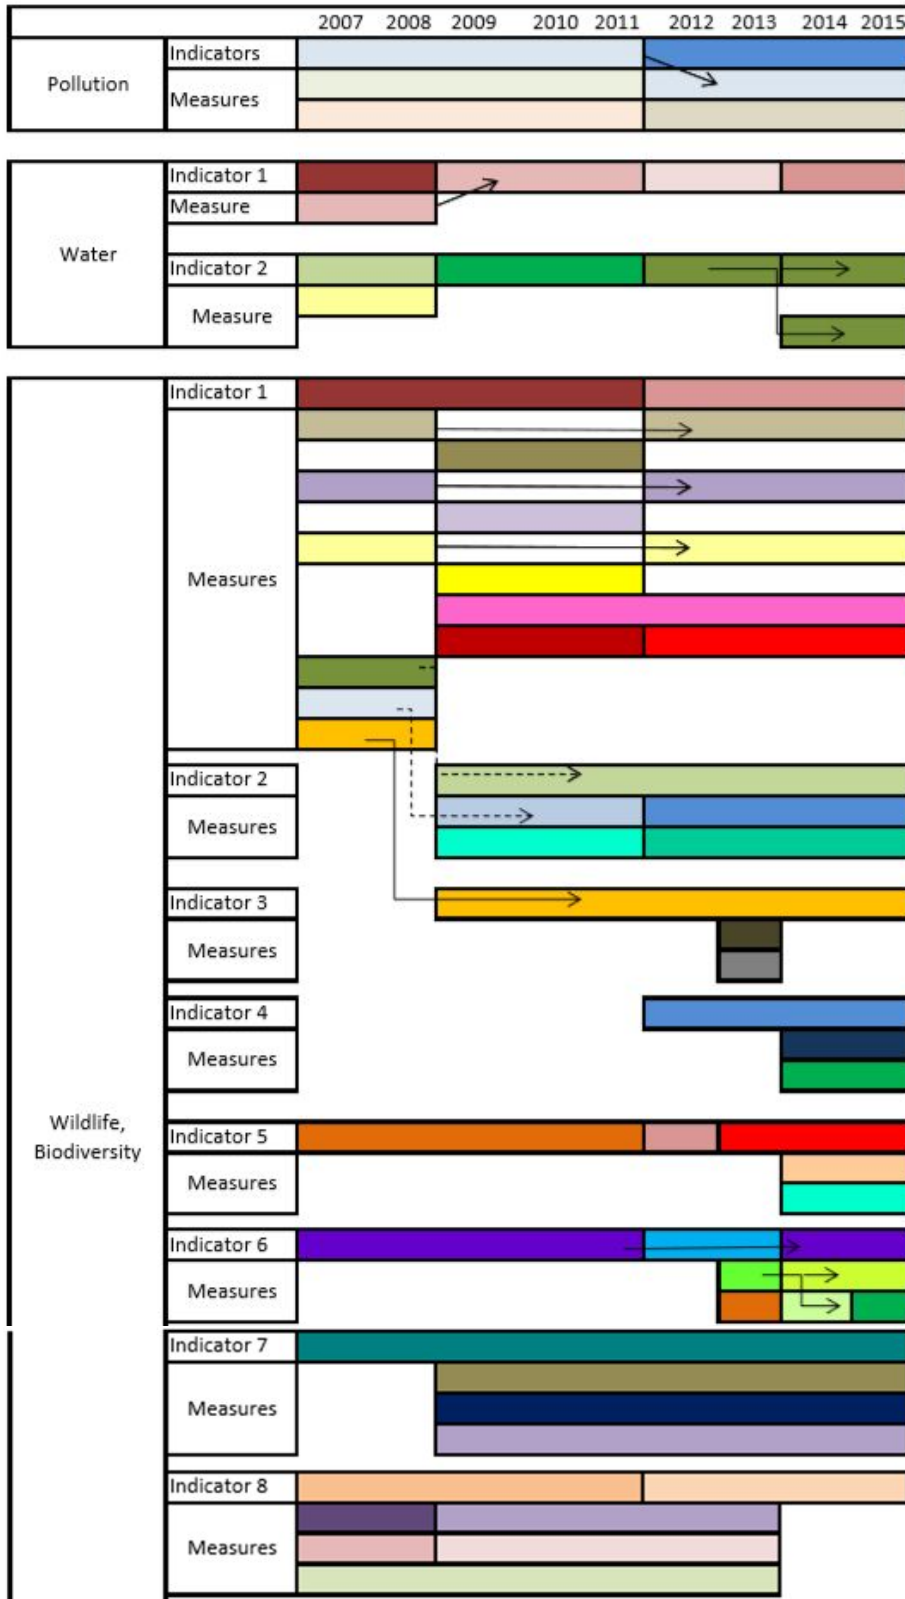 2007 2008 2009 2010 2011 2012 2013 2014 2015
Indicators
Pollution
Measures
Indicator 1
Measure
Water
Indicator 2
Measure
Indicator 1
Measures
Indicator 2
Measures
Indicator 3
Measures
Indicator 4
Measures
Wildlife,
Biodiversity
Indicator 5
Measures
Indicator 6
Measures
Indicator 7
Measures
Indicator 8
Measures